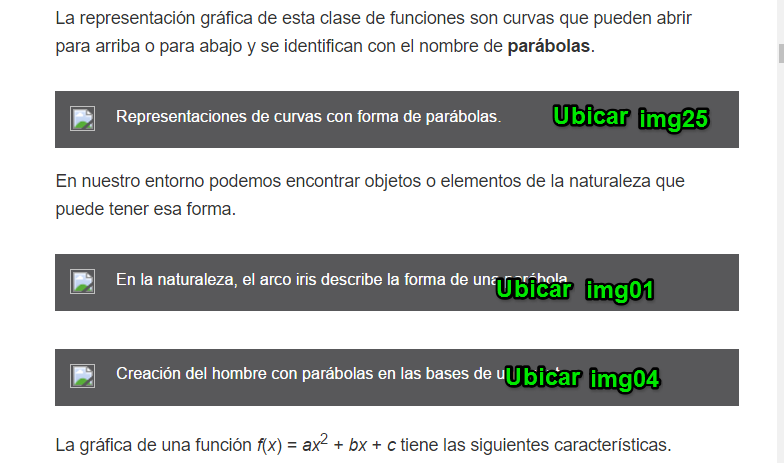 La representación gráfica de esta clase de funciones son curvas que pueden abrir
para arriba o para abajo y se identifican con el nombre de parábolas.
Representaciones de curvas con forma de parábolas. Ubicar img25
En nuestro entorno podemos encontrar objetos o elementos de la naturaleza que
puede tener esa forma.
En la naturaleza, el arco iris describe la forma de una parábola. Ubicar img01
Creación del hombre con parábolas en las bases de Ubicar img04
La gráfica de una función f(x) = ax² + bx + c tiene las siguientes características.